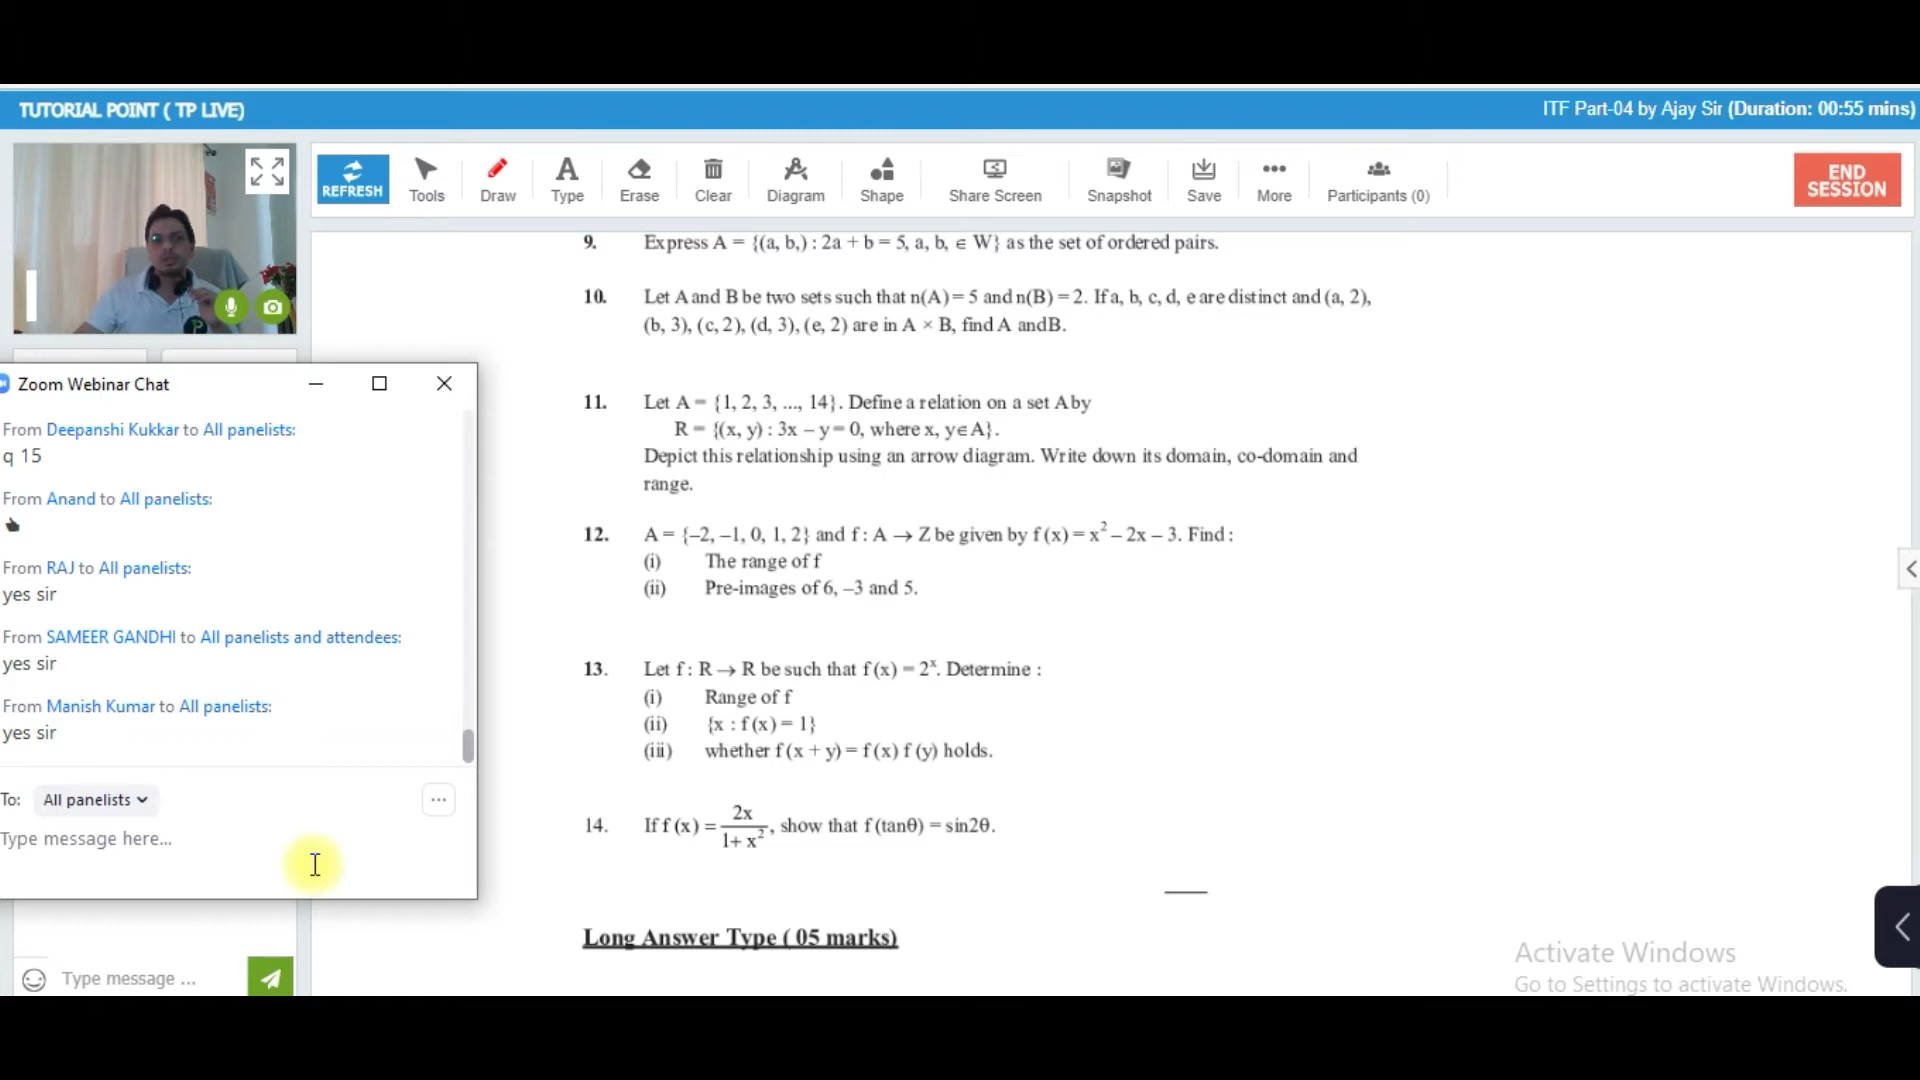 TUTORIAL POINT ( TP LIVE)
ITF Part-04 by Ajay Sir (Duration: 00:55 mins)
REFRESH
Tools
Draw
Type
Erase
Clear
Diagram
Shape
Share Screen
Snapshot
Save
More
Participants (0)
END
SESSION
9. Express A = {(a, b,) : 2a + b = 5, a, b, ∈ W} as the set of ordered pairs.
10. Let A and B be two sets such that n(A) = 5 and n(B) = 2. If a, b, c, d, e are distinct and (a, 2),
(b, 3), (c, 2), (d, 3), (e, 2) are in A × B, find A and B.
11. Let A = {1, 2, 3, ..., 14}. Define a relation on a set A by
R = {(x, y) : 3x – y = 0, where x, y ∈ A}.
Depict this relationship using an arrow diagram. Write down its domain, co-domain and
range.
12. A = {–2, –1, 0, 1, 2} and f : A → Z be given by f (x) = x² – 2x – 3. Find :
(i) The range of f
(ii) Pre-images of 6, –3 and 5.
13. Let f : R → R be such that f (x) = 2ˣ. Determine :
(i) Range of f
(ii) {x : f (x) = 1}
(iii) whether f (x + y) = f (x) f (y) holds.
14. If f (x) = 2x / 1+ x², show that f (tanθ) = sin2θ.
Long Answer Type ( 05 marks)
Zoom Webinar Chat
From Deepanshi Kukkar to All panelists:
q 15
From Anand to All panelists:
From RAJ to All panelists:
yes sir
From SAMEER GANDHI to All panelists and attendees:
yes sir
From Manish Kumar to All panelists:
yes sir
To: All panelists
Type message here...
Type message ...
Activate Windows
Go to Settings to activate Windows.